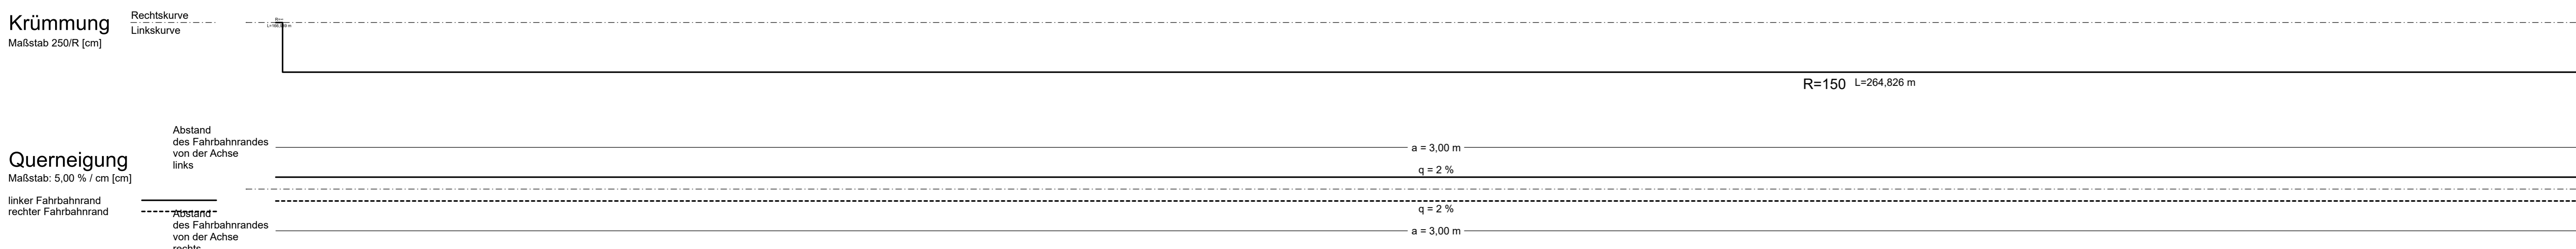 Krümmung
Maßstab 250/R [cm]
Rechtskurve
Linkskurve
R=150 L=264,826 m
Abstand
des Fahrbahnrandes
von der Achse
links
a = 3,00 m
Querneigung
Maßstab: 5,00 % / cm [cm]
q = 2 %
linker Fahrbahnrand
rechter Fahrbahnrand
q = 2 %
Abstand
des Fahrbahnrandes
von der Achse
rechts
a = 3,00 m